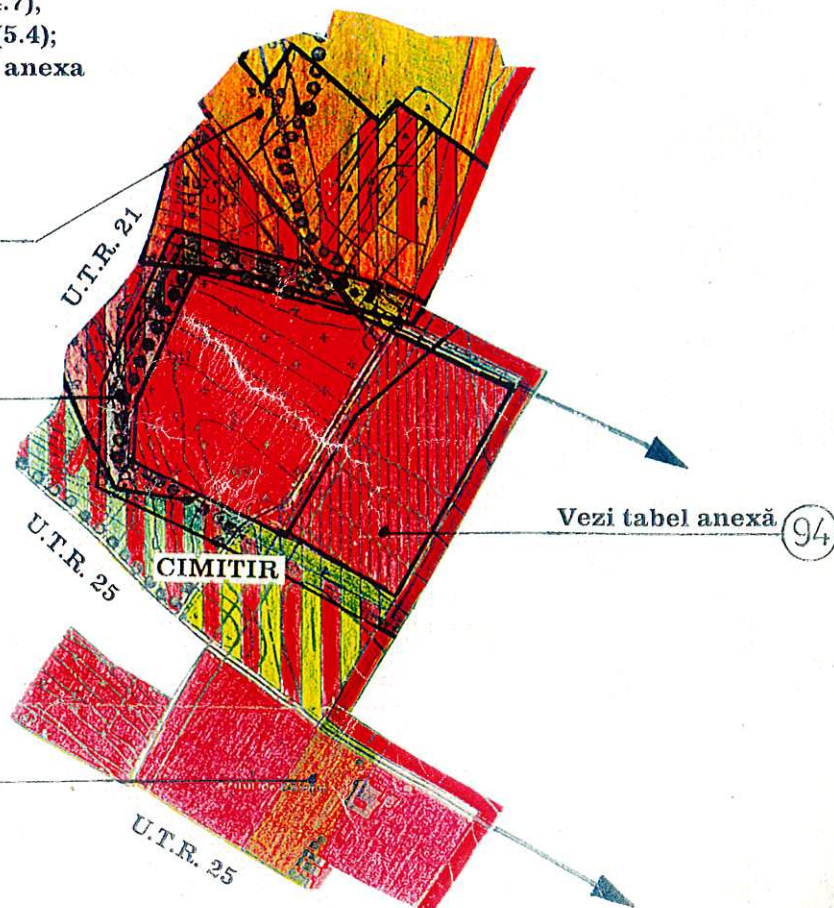 .7),
(5.4);
anexa
U.T.R. 21
Vezi tabel anexă 94
U.T.R. 25
CIMITIR
U.T.R. 25